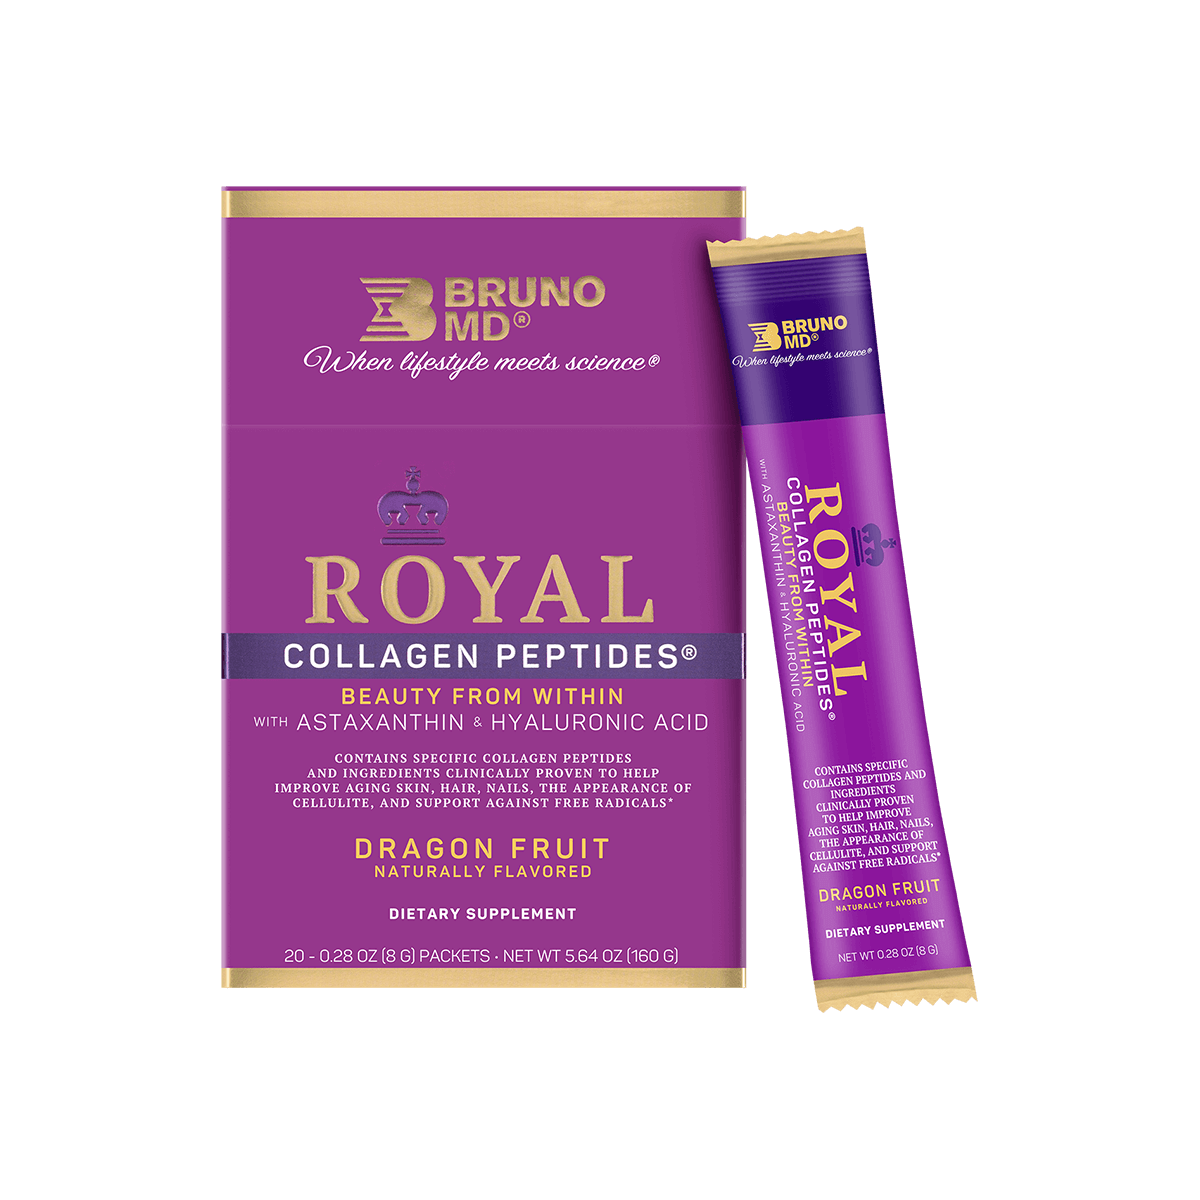 BRUNO
MD®
When lifestyle meets science®
ROYAL
COLLAGEN PEPTIDES®
BEAUTY FROM WITHIN
WITH ASTAXANTHIN & HYALURONIC ACID
CONTAINS SPECIFIC COLLAGEN PEPTIDES
AND INGREDIENTS CLINICALLY PROVEN TO HELP
IMPROVE AGING SKIN, HAIR, NAILS, THE APPEARANCE OF
CELLULITE, AND SUPPORT AGAINST FREE RADICALS*
DRAGON FRUIT
NATURALLY FLAVORED
DIETARY SUPPLEMENT
20 - 0.28 OZ (8 G) PACKETS · NET WT 5.64 OZ (160 G)
BRUNO
MD®
When lifestyle meets science®
ROYAL
COLLAGEN PEPTIDES®
BEAUTY FROM WITHIN
WITH ASTAXANTHIN & HYALURONIC ACID
CONTAINS SPECIFIC
COLLAGEN PEPTIDES AND
INGREDIENTS
CLINICALLY PROVEN
TO HELP IMPROVE
AGING SKIN, HAIR, NAILS,
THE APPEARANCE OF
CELLULITE, AND SUPPORT
AGAINST FREE RADICALS*
DRAGON FRUIT
NATURALLY FLAVORED
DIETARY SUPPLEMENT
NET WT 0.28 OZ (8 G)